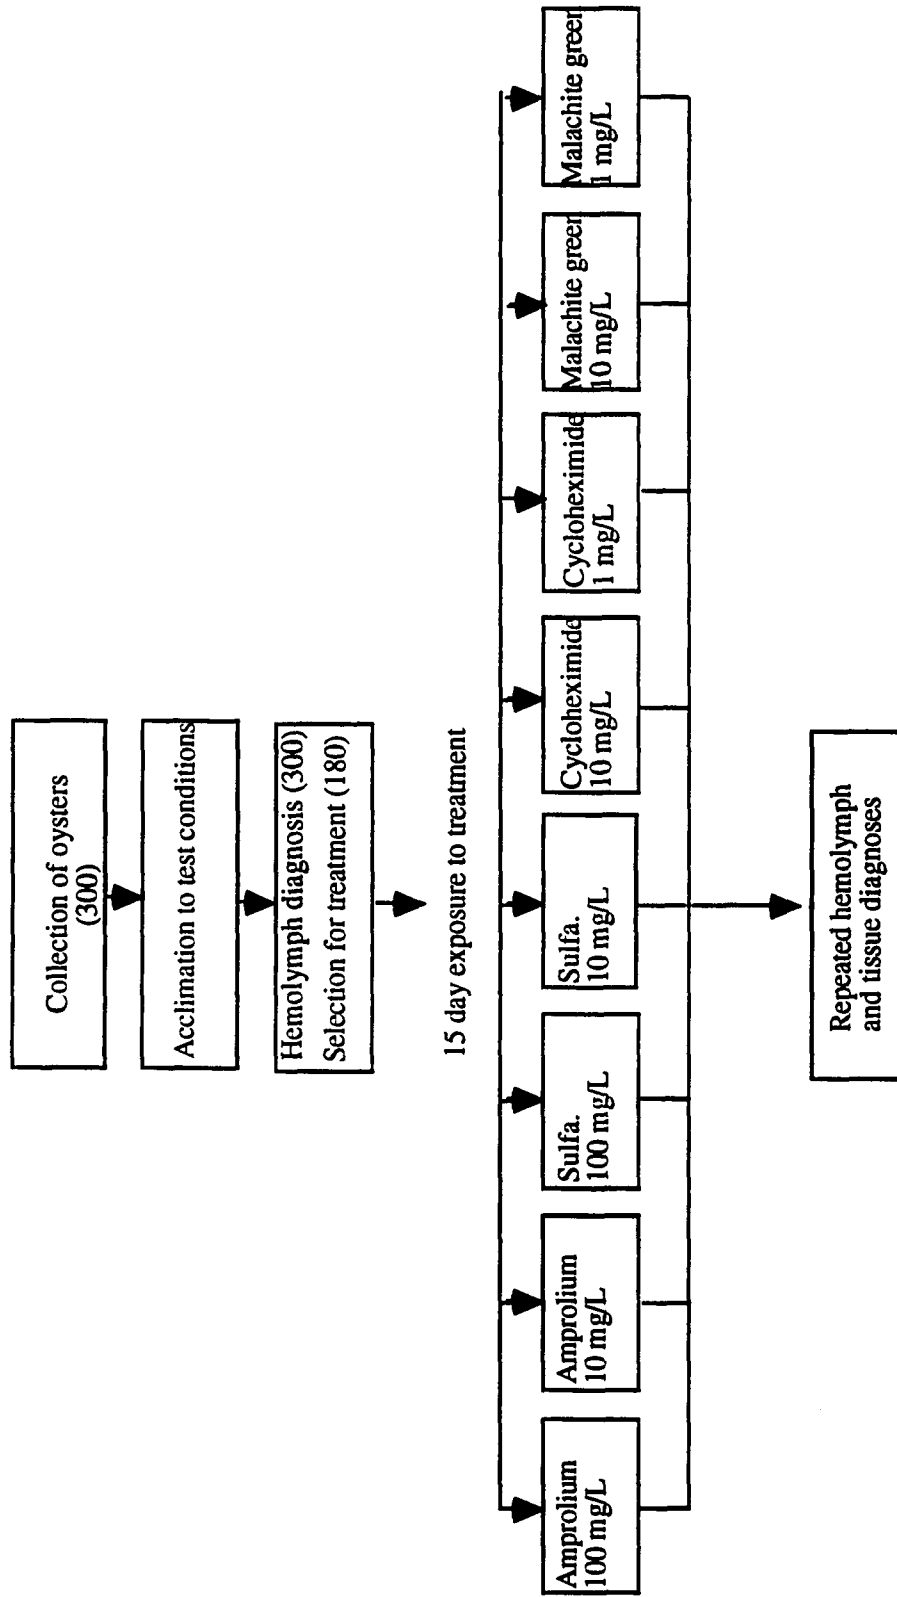 Collection of oysters
(300)
Acclimation to test conditions
Hemolymph diagnosis (300)
Selection for treatment (180)
15 day exposure to treatment
Amprolium
100 mg/L
Amprolium
10 mg/L
Sulfa.
100 mg/L
Sulfa.
10 mg/L
Cycloheximide
10 mg/L
Cycloheximide
1 mg/L
Malachite green
10 mg/L
Malachite green
1 mg/L
Repeated hemolymph
and tissue diagnoses